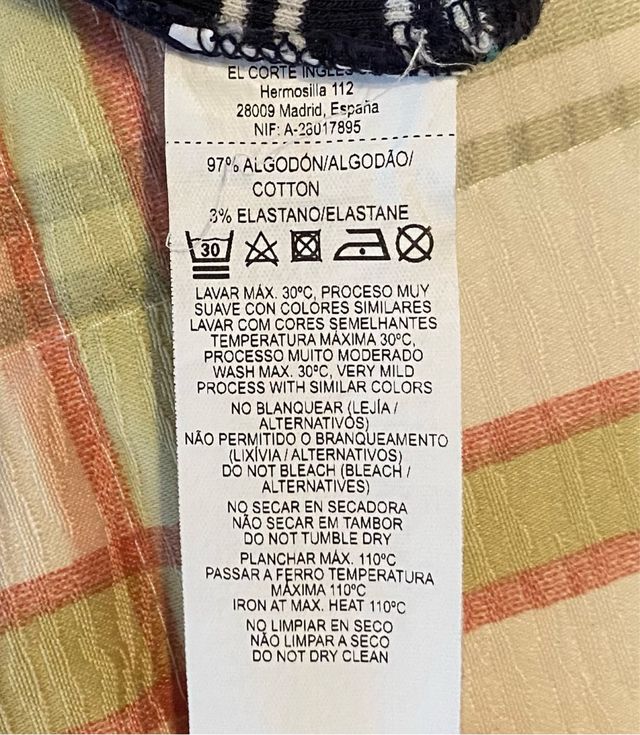 EL CORTE INGLES
Hermosilla 112
28009 Madrid, España
NIF: A-28017895
97% ALGODÓN/ALGODÃO/
COTTON
3% ELASTANO/ELASTANE
30
LAVAR MÁX. 30ºC, PROCESO MUY
SUAVE CON COLORES SIMILARES
LAVAR COM CORES SEMELHANTES
TEMPERATURA MÁXIMA 30ºC,
PROCESSO MUITO MODERADO
WASH MAX. 30ºC, VERY MILD
PROCESS WITH SIMILAR COLORS
NO BLANQUEAR (LEJÍA /
ALTERNATIVOS)
NÃO PERMITIDO O BRANQUEAMENTO
(LIXÍVIA / ALTERNATIVOS)
DO NOT BLEACH (BLEACH /
ALTERNATIVES)
NO SECAR EN SECADORA
NÃO SECAR EM TAMBOR
DO NOT TUMBLE DRY
PLANCHAR MÁX. 110ºC
PASSAR A FERRO TEMPERATURA
MÁXIMA 110ºC
IRON AT MAX. HEAT 110ºC
NO LIMPIAR EN SECO
NÃO LIMPAR A SECO
DO NOT DRY CLEAN